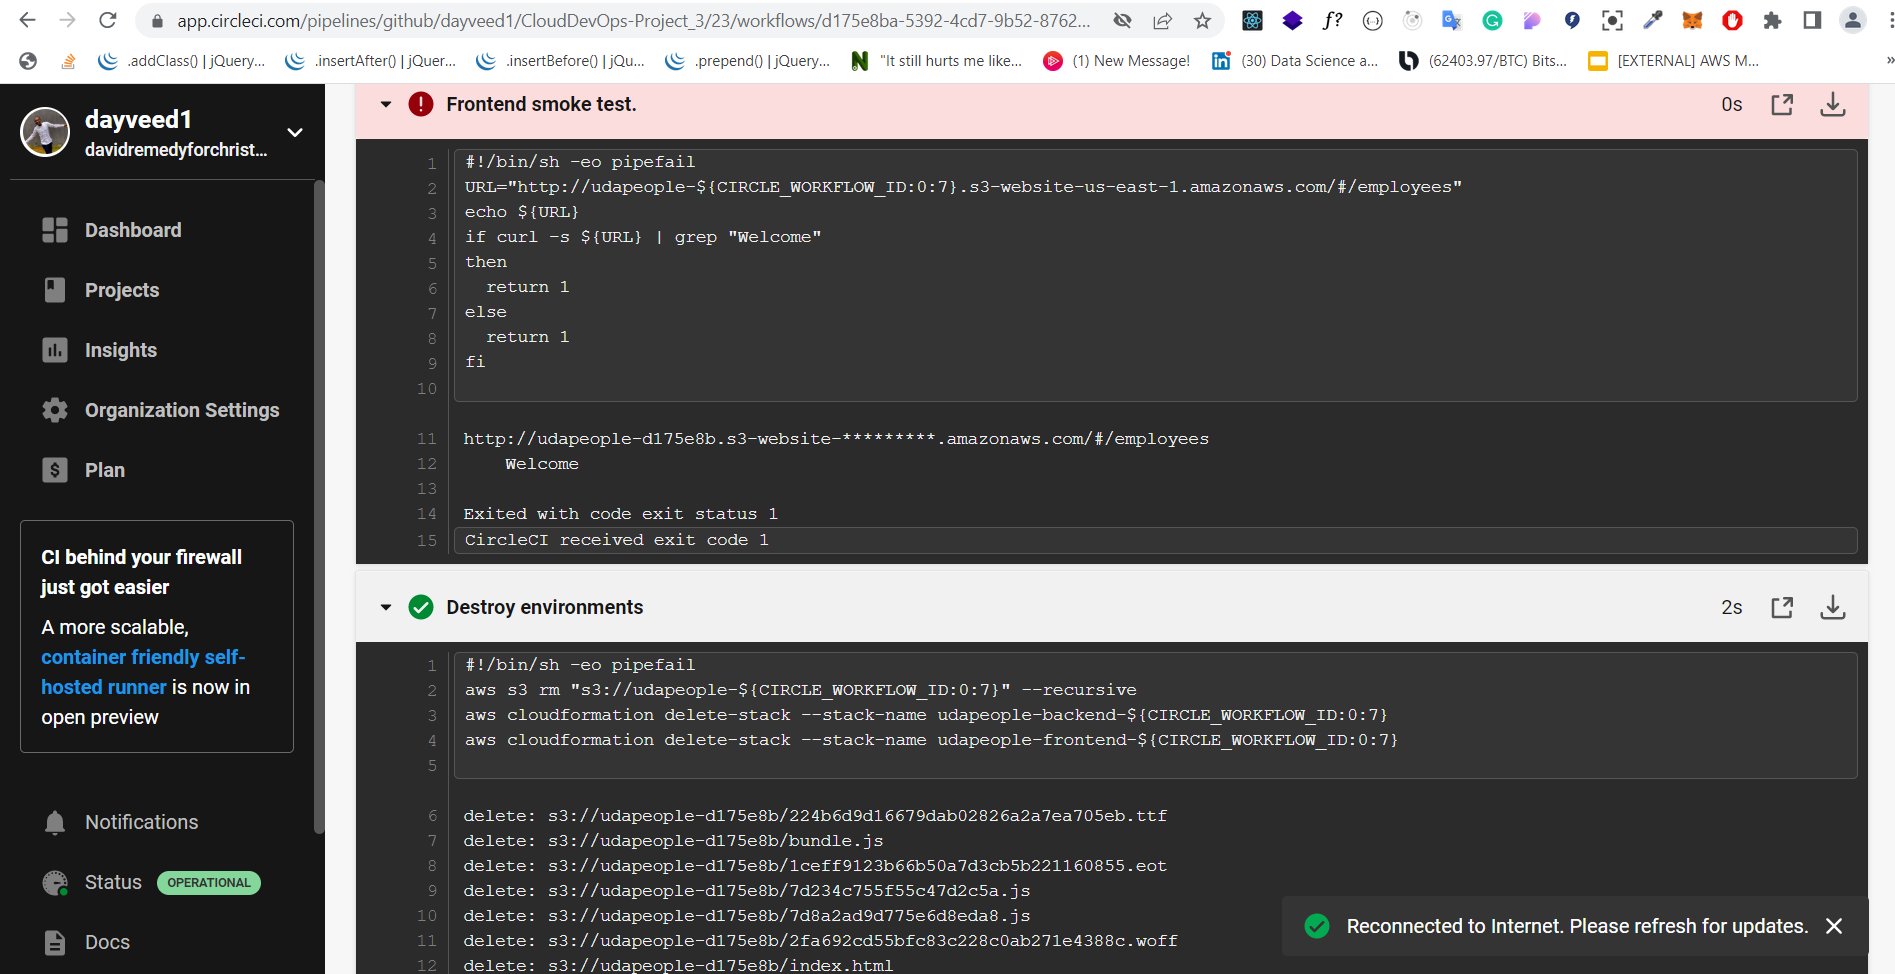 app.circleci.com/pipelines/github/dayveed1/CloudDevOps-Project_3/23/workflows/d175e8ba-5392-4cd7-9b52-8762...
f?
.addClass() | jQuery...
.insertAfter() | jQuer...
.insertBefore() | jQu...
.prepend() | jQuery...
"It still hurts me like...
(1) New Message!
(30) Data Science a...
(62403.97/BTC) Bits...
[EXTERNAL] AWS M...
»
dayveed1
davidremedyforchrist...
Dashboard
Projects
Insights
Organization Settings
Plan
CI behind your firewall
just got easier
A more scalable,
container friendly self-
hosted runner is now in
open preview
Notifications
Status OPERATIONAL
Docs
Frontend smoke test. 0s
1 #!/bin/sh -eo pipefail
2 URL="http://udapeople-${CIRCLE_WORKFLOW_ID:0:7}.s3-website-us-east-1.amazonaws.com/#/employees"
3 echo ${URL}
4 if curl -s ${URL} | grep "Welcome"
5 then
6 return 1
7 else
8 return 1
9 fi
10
11 http://udapeople-d175e8b.s3-website-*********.amazonaws.com/#/employees
12 Welcome
13
14 Exited with code exit status 1
15 CircleCI received exit code 1
Destroy environments 2s
1 #!/bin/sh -eo pipefail
2 aws s3 rm "s3://udapeople-${CIRCLE_WORKFLOW_ID:0:7}" --recursive
3 aws cloudformation delete-stack --stack-name udapeople-backend-${CIRCLE_WORKFLOW_ID:0:7}
4 aws cloudformation delete-stack --stack-name udapeople-frontend-${CIRCLE_WORKFLOW_ID:0:7}
5
6 delete: s3://udapeople-d175e8b/224b6d9d16679dab02826a2a7ea705eb.ttf
7 delete: s3://udapeople-d175e8b/bundle.js
8 delete: s3://udapeople-d175e8b/1ceff9123b66b50a7d3cb5b221160855.eot
9 delete: s3://udapeople-d175e8b/7d234c755f55c47d2c5a.js
10 delete: s3://udapeople-d175e8b/7d8a2ad9d775e6d8eda8.js
11 delete: s3://udapeople-d175e8b/2fa692cd55bfc83c228c0ab271e4388c.woff
12 delete: s3://udapeople-d175e8b/index.html
Reconnected to Internet. Please refresh for updates.